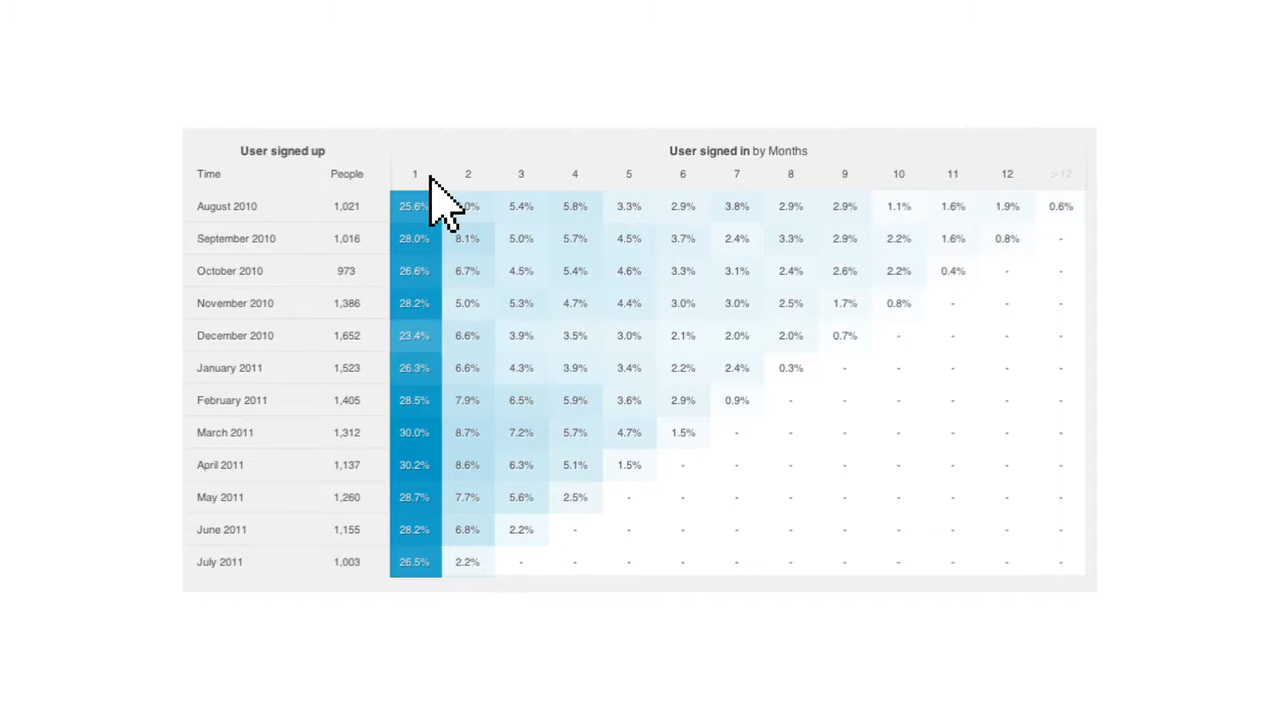 User signed up User signed in by Months
Time People 1 2 3 4 5 6 7 8 9 10 11 12 > 12
August 2010 1,021 25.6% 0% 5.4% 5.8% 3.3% 2.9% 3.8% 2.9% 2.9% 1.1% 1.6% 1.9% 0.6%
September 2010 1,016 28.0% 8.1% 5.0% 5.7% 4.5% 3.7% 2.4% 3.3% 2.9% 2.2% 1.6% 0.8% -
October 2010 973 26.6% 6.7% 4.5% 5.4% 4.6% 3.3% 3.1% 2.4% 2.6% 2.2% 0.4% - -
November 2010 1,386 28.2% 5.0% 5.3% 4.7% 4.4% 3.0% 3.0% 2.5% 1.7% 0.8% - - -
December 2010 1,652 23.4% 6.6% 3.9% 3.5% 3.0% 2.1% 2.0% 2.0% 0.7% - - - -
January 2011 1,523 26.3% 6.6% 4.3% 3.9% 3.4% 2.2% 2.4% 0.3% - - - - -
February 2011 1,405 28.5% 7.9% 6.5% 5.9% 3.6% 2.9% 0.9% - - - - - -
March 2011 1,312 30.0% 8.7% 7.2% 5.7% 4.7% 1.5% - - - - - - -
April 2011 1,137 30.2% 8.6% 6.3% 5.1% 1.5% - - - - - - - -
May 2011 1,260 28.7% 7.7% 5.6% 2.5% - - - - - - - - -
June 2011 1,155 28.2% 6.8% 2.2% - - - - - - - - - -
July 2011 1,003 26.5% 2.2% - - - - - - - - - - -